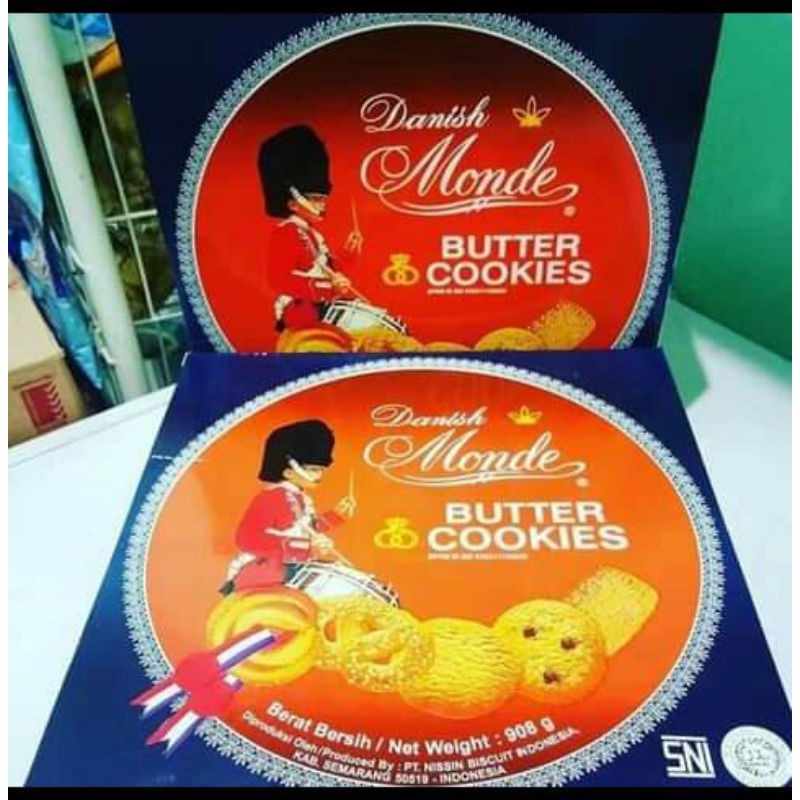 Danish
Monde
®
BUTTER
COOKIES
Danish
Monde
®
BUTTER
COOKIES
Berat Bersih / Net Weight : 908 g
Diproduksi Oleh/Produced By : PT. NISSIN BISCUIT INDONESIA,
KAB. SEMARANG 50519 - INDONESIA
SNI